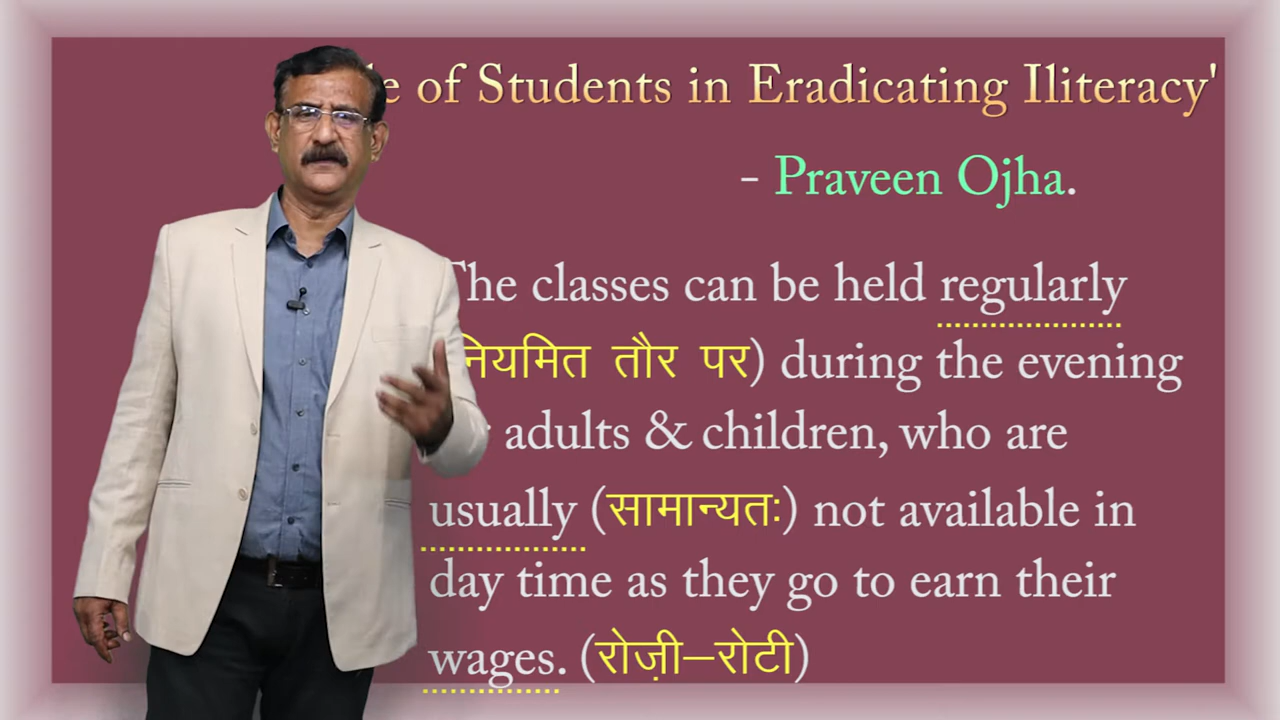 of Students in Eradicating Iliteracy'
- Praveen Ojha.
The classes can be held regularly
नियमित तौर पर) during the evening
adults & children, who are
usually (सामान्यतः) not available in
day time as they go to earn their
wages. (रोज़ी–रोटी)